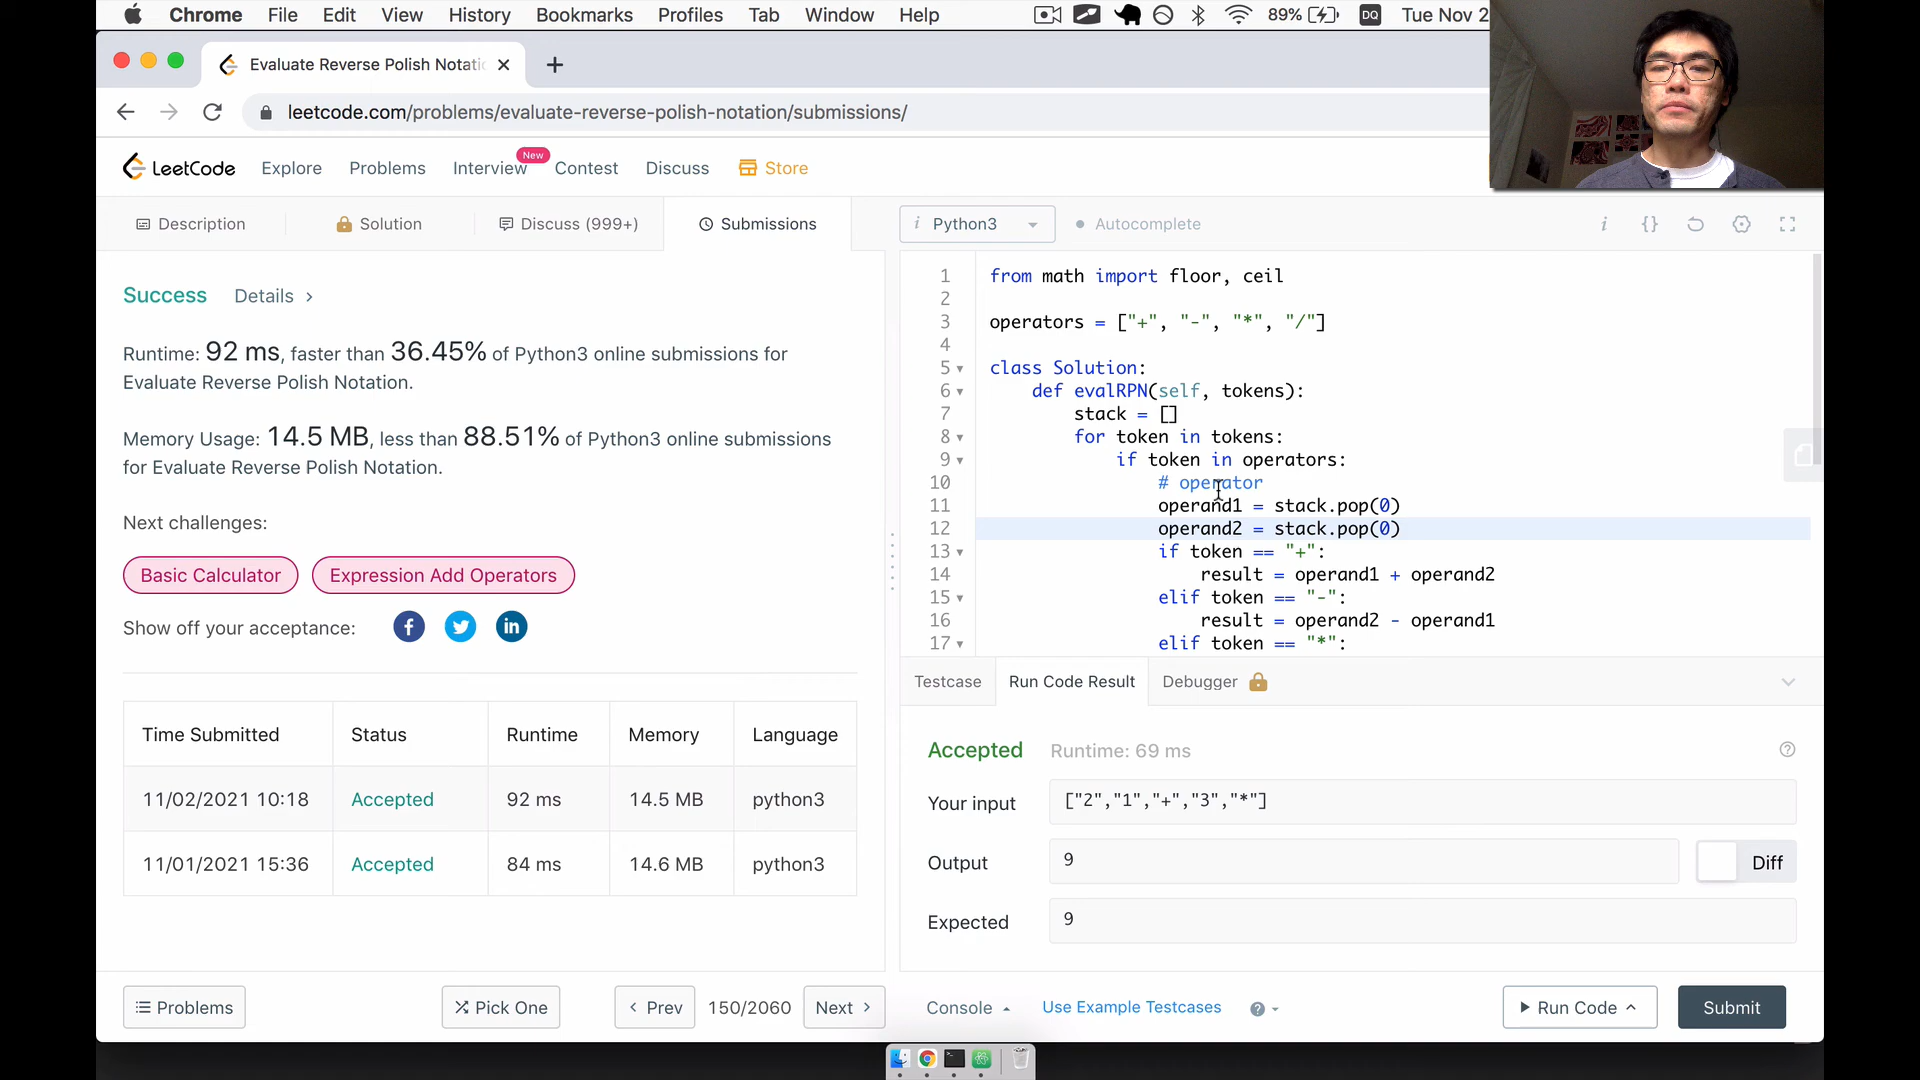 Chrome File Edit View History Bookmarks Profiles Tab Window Help 89% DQ Tue Nov 2
Evaluate Reverse Polish Notati
leetcode.com/problems/evaluate-reverse-polish-notation/submissions/
LeetCode Explore Problems Interview New Contest Discuss Store
Description Solution Discuss (999+) Submissions
Success Details >
Runtime: 92 ms, faster than 36.45% of Python3 online submissions for
Evaluate Reverse Polish Notation.
Memory Usage: 14.5 MB, less than 88.51% of Python3 online submissions
for Evaluate Reverse Polish Notation.
Next challenges:
Basic Calculator Expression Add Operators
Show off your acceptance:
Time Submitted Status Runtime Memory Language
11/02/2021 10:18 Accepted 92 ms 14.5 MB python3
11/01/2021 15:36 Accepted 84 ms 14.6 MB python3
Problems Pick One < Prev 150/2060 Next >
i Python3 Autocomplete i {}
1 from math import floor, ceil
2
3 operators = ["+", "-", "*", "/"]
4
5 class Solution:
6 def evalRPN(self, tokens):
7 stack = []
8 for token in tokens:
9 if token in operators:
10 # operator
11 operand1 = stack.pop(0)
12 operand2 = stack.pop(0)
13 if token == "+":
14 result = operand1 + operand2
15 elif token == "-":
16 result = operand2 - operand1
17 elif token == "*":
Testcase Run Code Result Debugger
Accepted Runtime: 69 ms
Your input ["2","1","+","3","*"]
Output 9 Diff
Expected 9
Console Use Example Testcases Run Code Submit